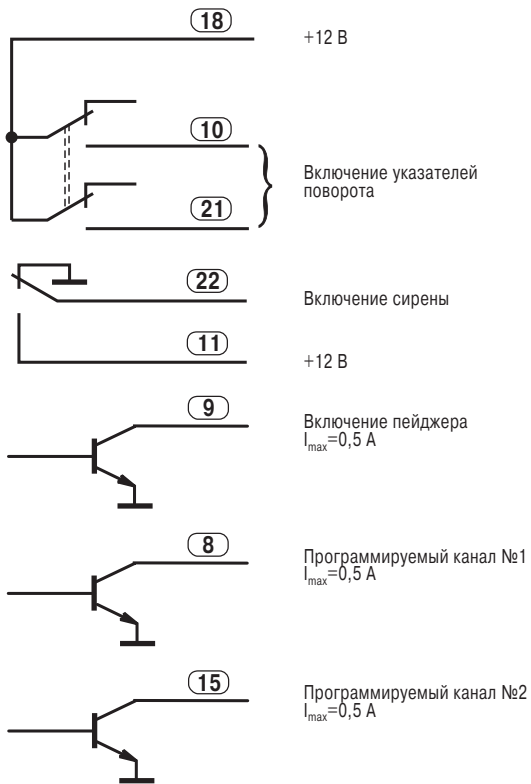 18
+12 В
10
Включение указателей
поворота
21
22
Включение сирены
11
+12 В
9
Включение пейджера
Imax=0,5 А
8
Программируемый канал №1
Imax=0,5 А
15
Программируемый канал №2
Imax=0,5 А